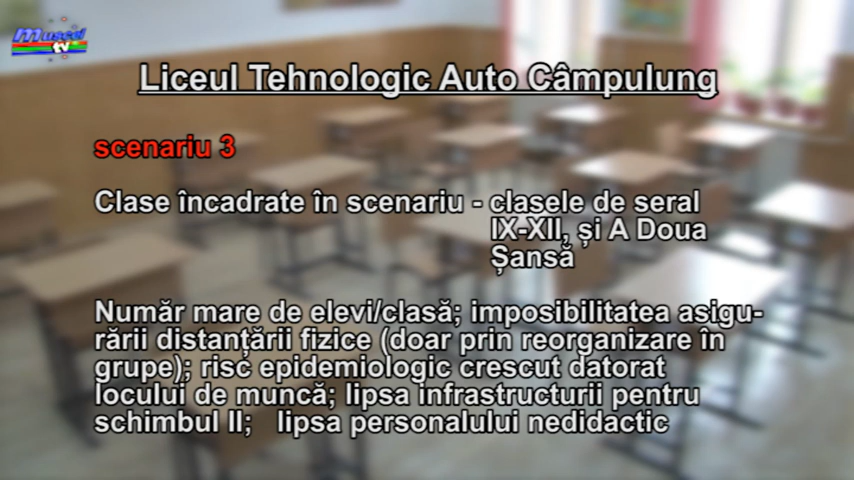 Muscel
tv
Liceul Tehnologic Auto Câmpulung
scenariu 3
Clase încadrate în scenariu - clasele de seral
IX-XII, și A Doua
Șansă
Număr mare de elevi/clasă; imposibilitatea asigu-
rării distanțării fizice (doar prin reorganizare în
grupe); risc epidemiologic crescut datorat
locului de muncă; lipsa infrastructurii pentru
schimbul II; lipsa personalului nedidactic